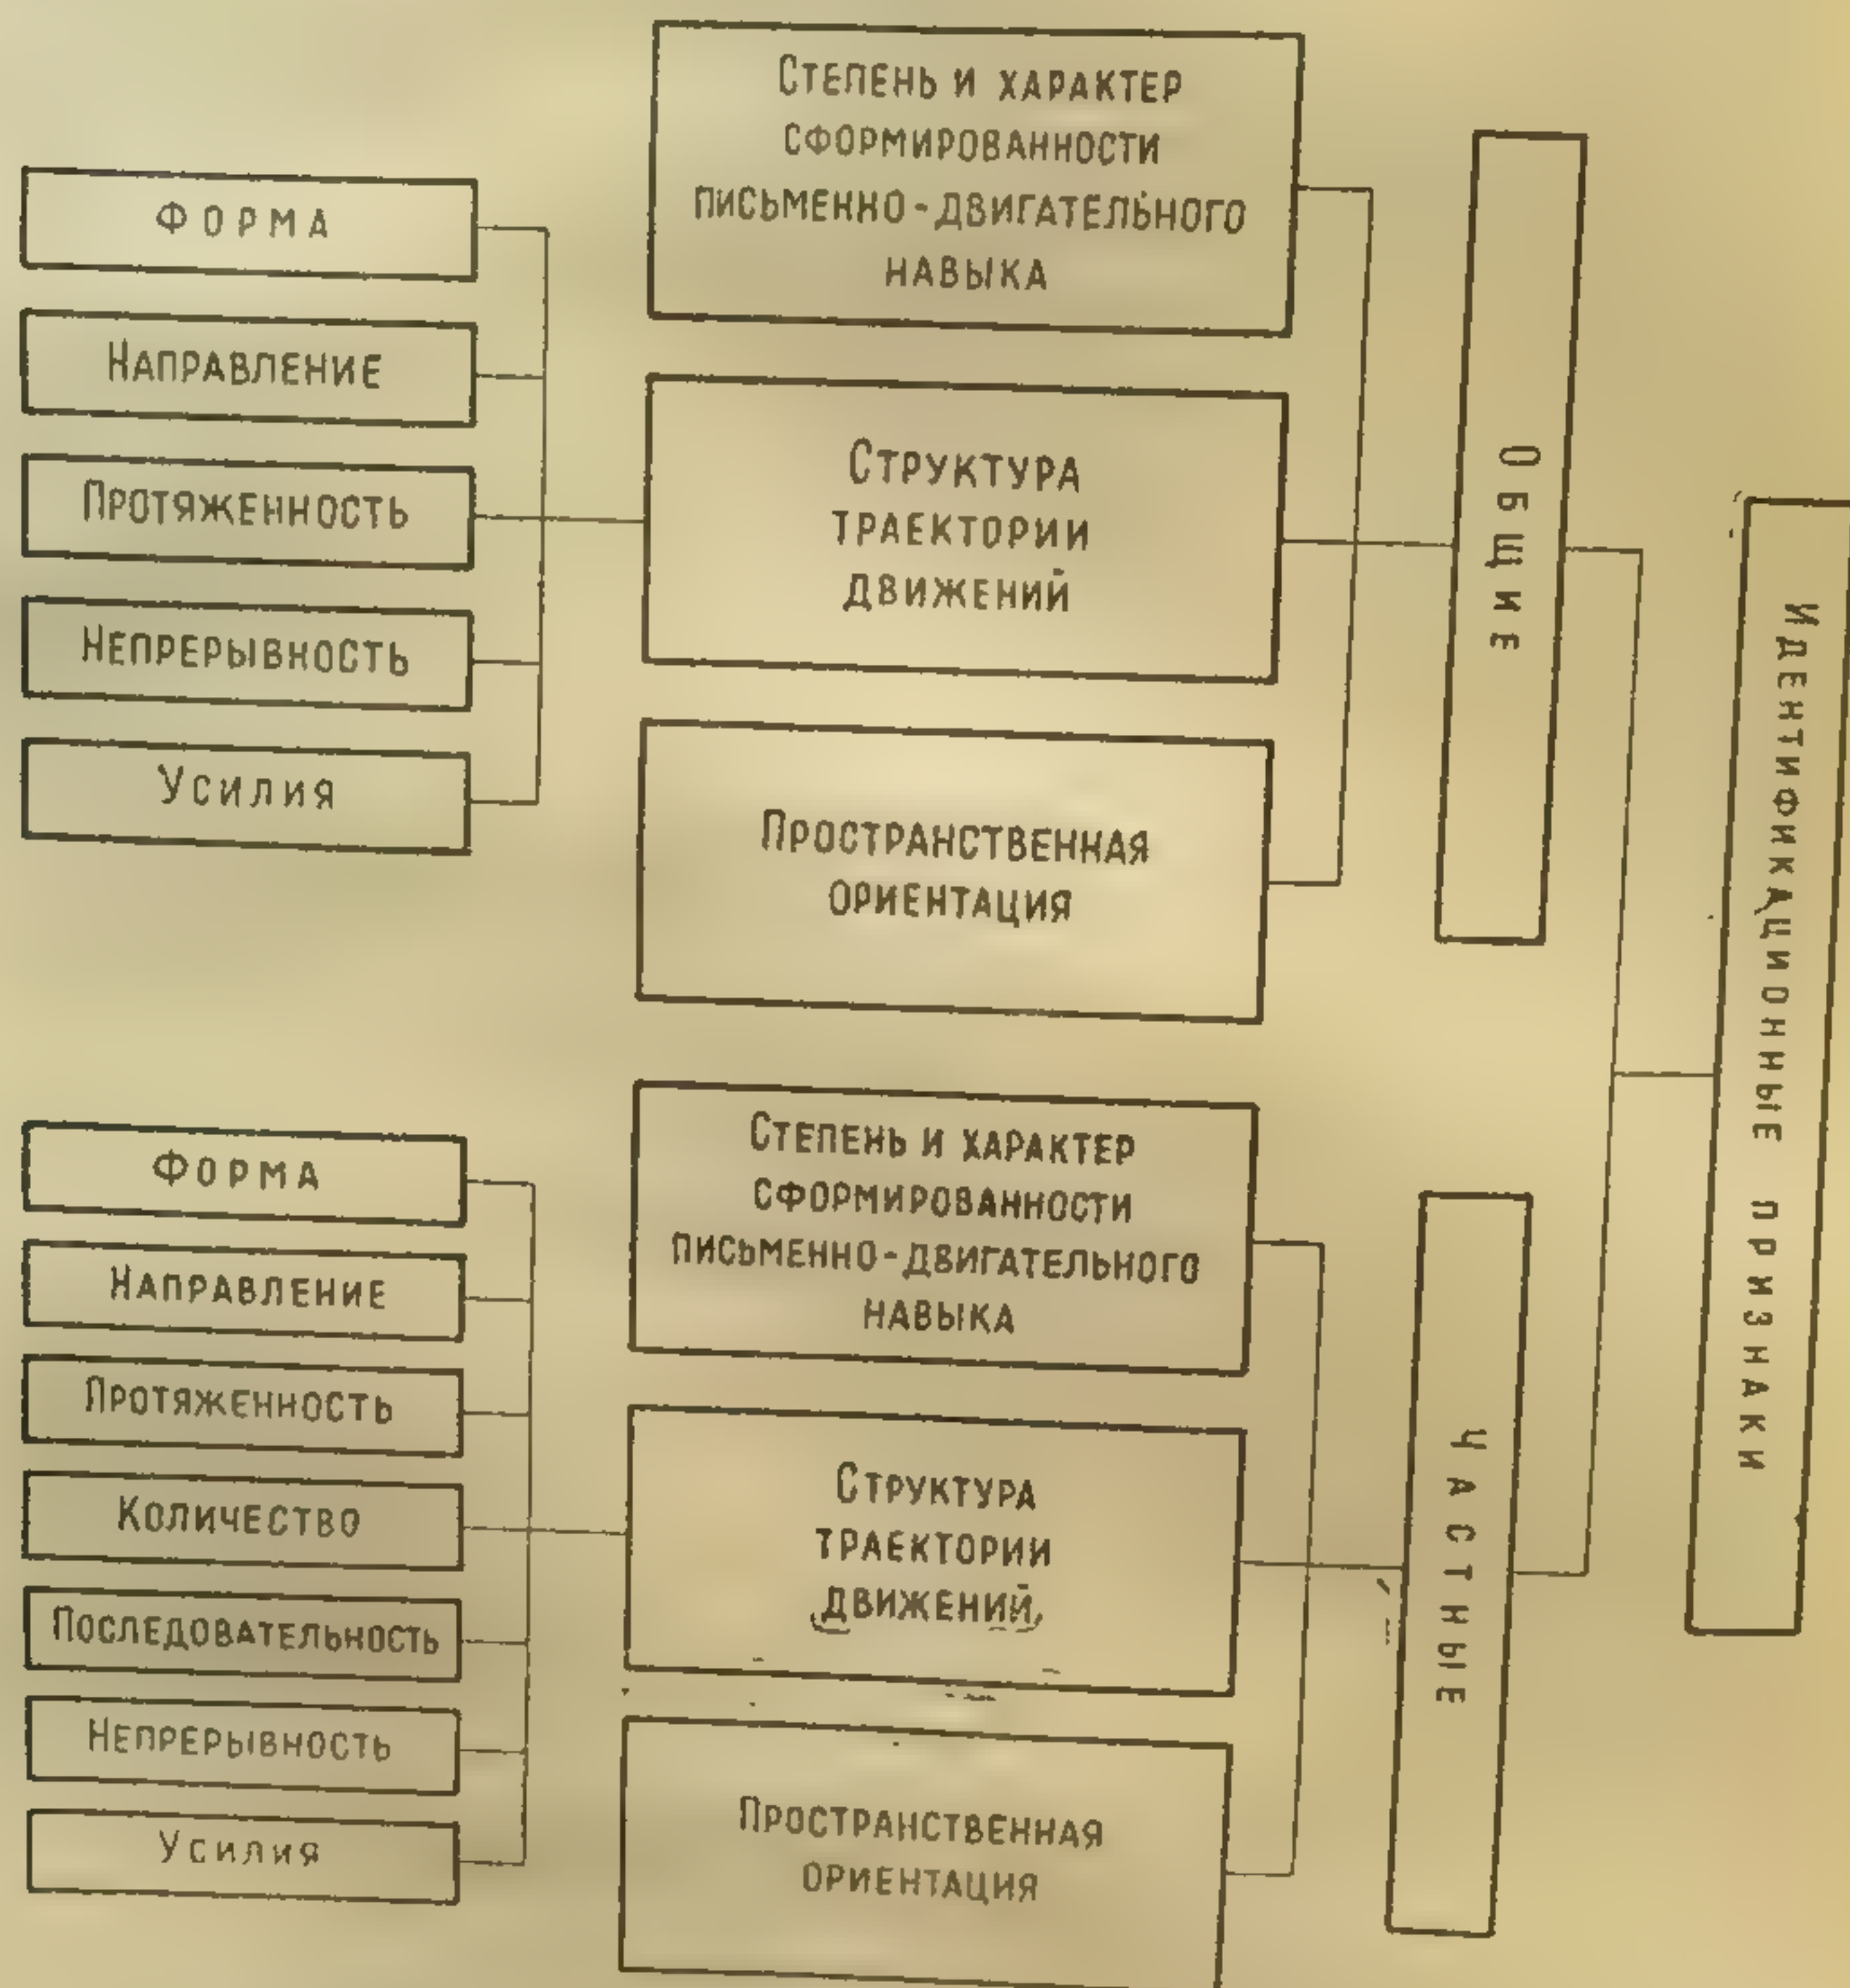 Форма
Направление
Протяженность
Непрерывность
Усилия
Степень и характер
сформированности
письменно-двигательного
навыка
Структура
траектории
движений
Пространственная
ориентация
Общие
Форма
Направление
Протяженность
Количество
Последовательность
Непрерывность
Усилия
Степень и характер
сформированности
письменно-двигательного
навыка
Структура
траектории
движений
Пространственная
ориентация
Частные
Идентификационные признаки